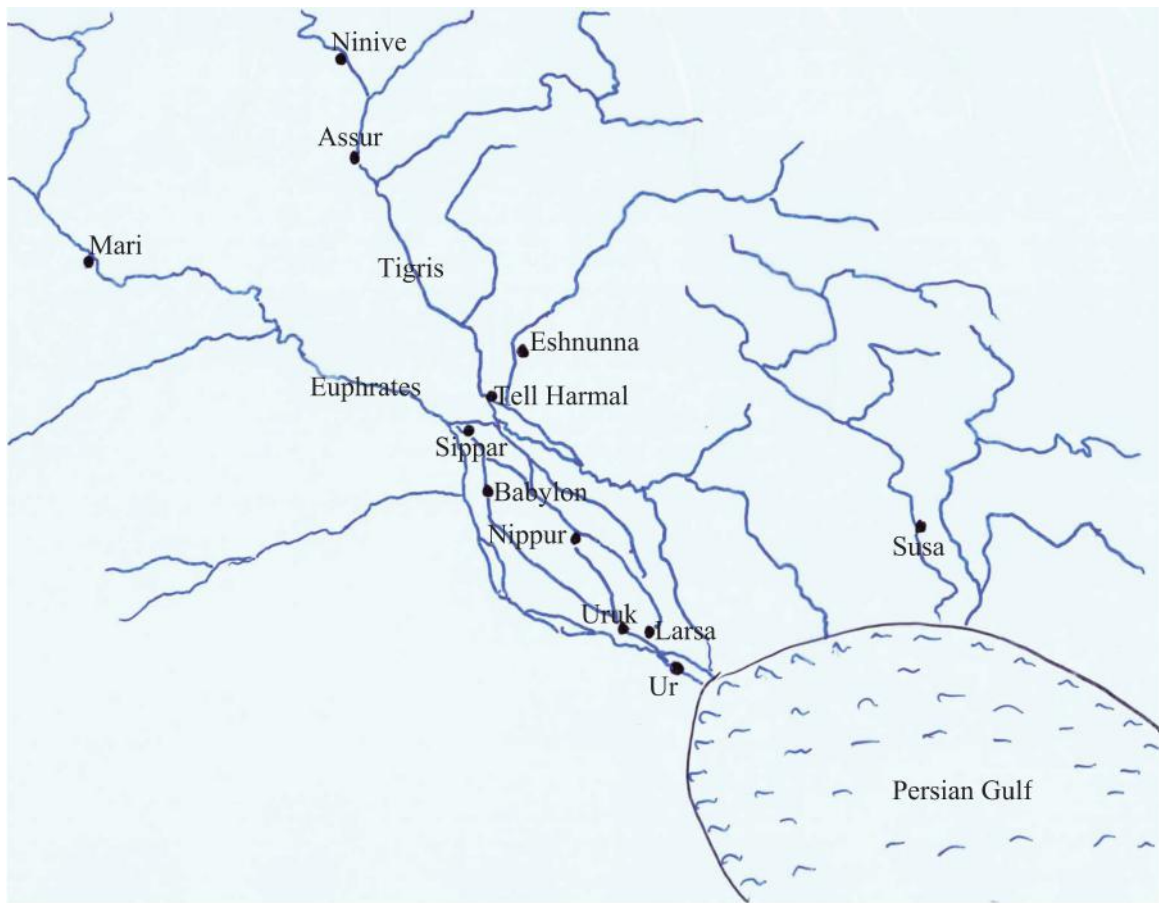 Ninive
Assur
Mari
Tigris
Eshnunna
Euphrates
Tell Harmal
Sippar
Babylon
Nippur
Susa
Uruk
Larsa
Ur
Persian Gulf